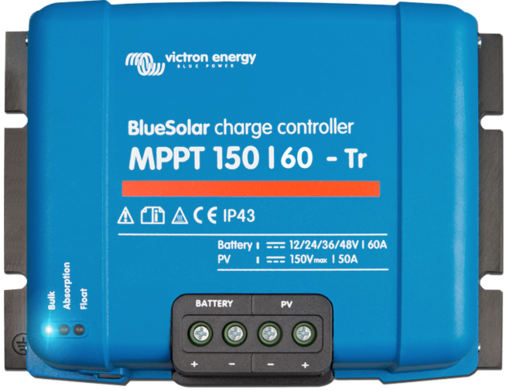 victron energy
BLUE POWER
BlueSolar charge controller
MPPT 150 | 60 - Tr
CE IP43
Battery 12/24/36/48V | 60A
PV 150Vmax | 50A
Bulk
Absorption
Float
BATTERY PV
+ - - +